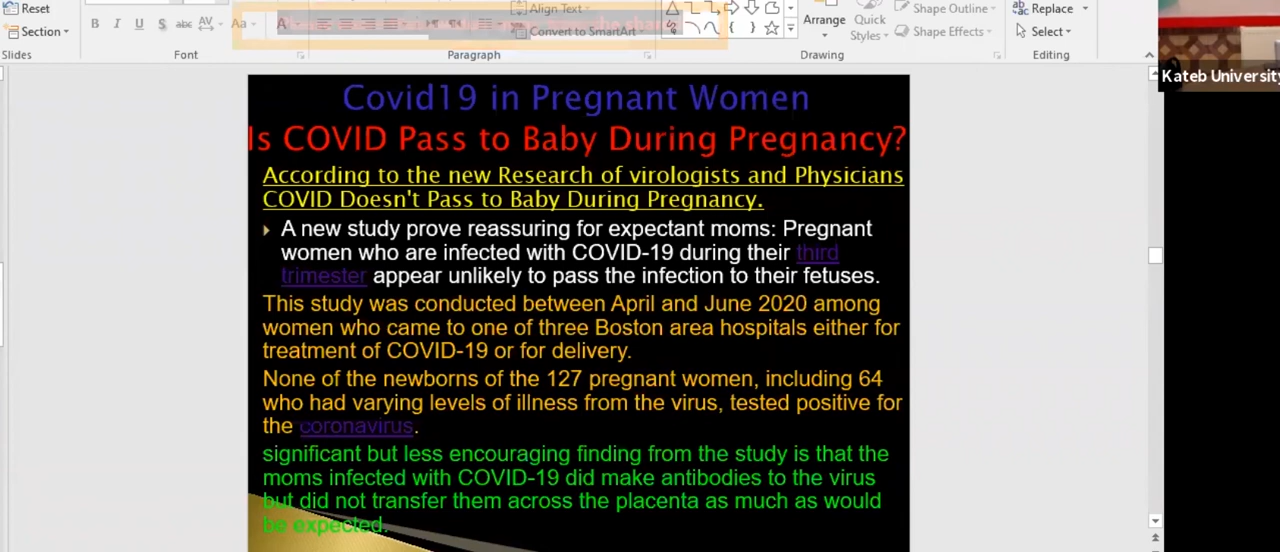 Reset
Section
Slides
B I U S abc AV Aa A
Font
Paragraph
Align Text
Convert to SmartArt
Arrange
Quick
Styles
Shape Outline
Shape Effects
Drawing
Replace
Select
Editing
Kateb University
Covid19 in Pregnant Women
Is COVID Pass to Baby During Pregnancy?
According to the new Research of virologists and Physicians
COVID Doesn't Pass to Baby During Pregnancy.
A new study prove reassuring for expectant moms: Pregnant
women who are infected with COVID-19 during their third
trimester appear unlikely to pass the infection to their fetuses.
This study was conducted between April and June 2020 among
women who came to one of three Boston area hospitals either for
treatment of COVID-19 or for delivery.
None of the newborns of the 127 pregnant women, including 64
who had varying levels of illness from the virus, tested positive for
the coronavirus.
significant but less encouraging finding from the study is that the
moms infected with COVID-19 did make antibodies to the virus
but did not transfer them across the placenta as much as would
be expected.